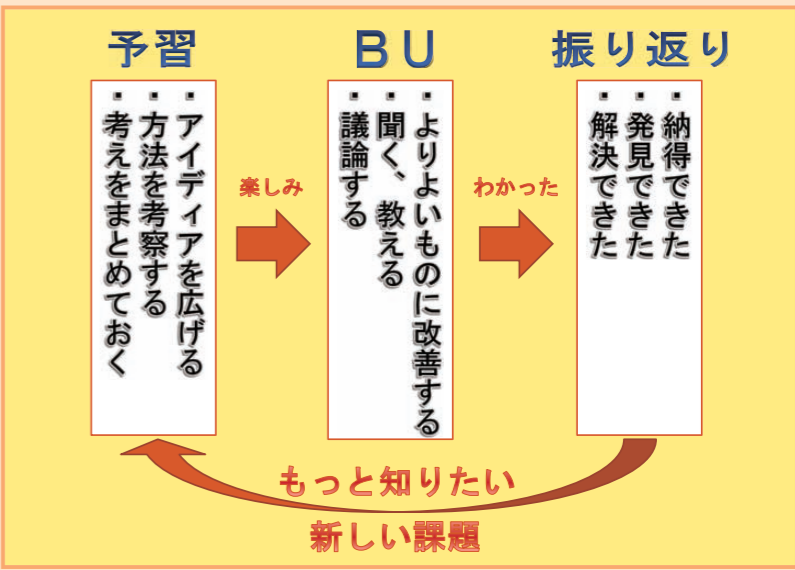 予習
・アイディアを広げる
・方法を考察する
・考えをまとめておく
楽しみ
BU
・よりよいものに改善する
・聞く、教える
・議論する
わかった
振り返り
・納得できた
・発見できた
・解決できた
もっと知りたい
新しい課題